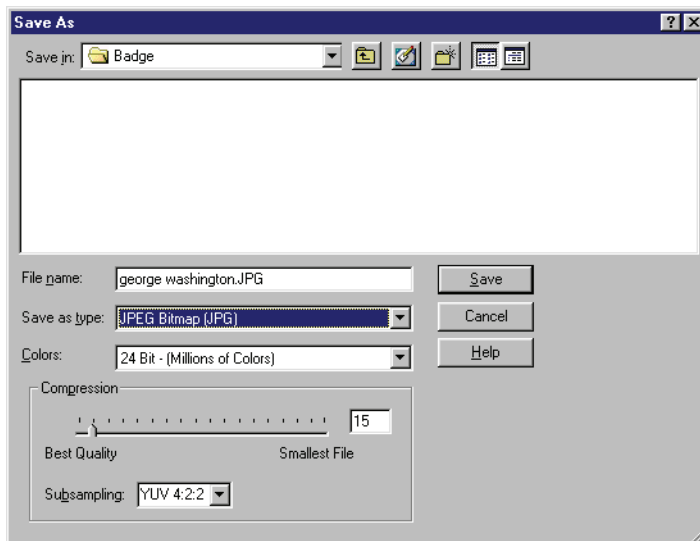 Save As
Save in: Badge
File name: george washington.JPG Save
Save as type: JPEG Bitmap (JPG) Cancel
Colors: 24 Bit - (Millions of Colors) Help
Compression
15
Best Quality Smallest File
Subsampling: YUV 4:2:2